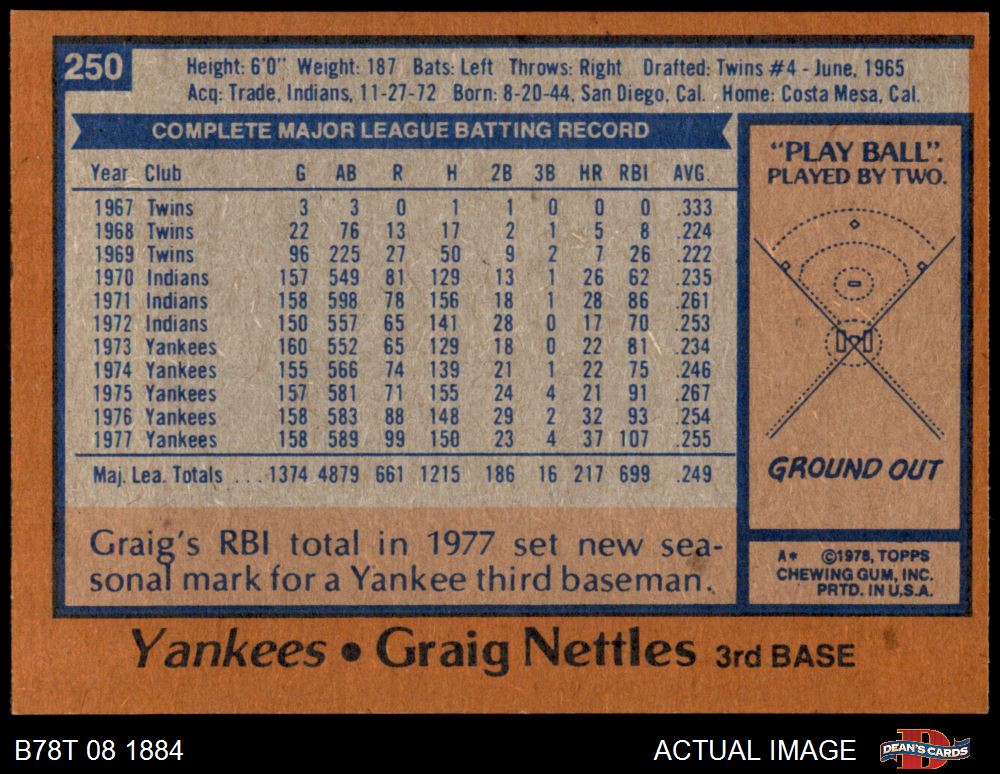 250
Height: 6'0" Weight: 187 Bats: Left Throws: Right Drafted: Twins #4 - June, 1965
Acq: Trade, Indians, 11-27-72 Born: 8-20-44, San Diego, Cal. Home: Costa Mesa, Cal.
COMPLETE MAJOR LEAGUE BATTING RECORD
Year Club G AB R H 2B 3B HR RBI AVG.
1967 Twins 3 3 0 1 1 0 0 0 .333
1968 Twins 22 76 13 17 2 1 5 8 .224
1969 Twins 96 225 27 50 9 2 7 26 .222
1970 Indians 157 549 81 129 13 1 26 62 .235
1971 Indians 158 598 78 156 18 1 28 86 .261
1972 Indians 150 557 65 141 28 0 17 70 .253
1973 Yankees 160 552 65 129 18 0 22 81 .234
1974 Yankees 155 566 74 139 21 1 22 75 .246
1975 Yankees 157 581 71 155 24 4 21 91 .267
1976 Yankees 158 583 88 148 29 2 32 93 .254
1977 Yankees 158 589 99 150 23 4 37 107 .255
Maj. Lea. Totals ... 1374 4879 661 1215 186 16 217 699 .249
Graig's RBI total in 1977 set new sea-
sonal mark for a Yankee third baseman.
"PLAY BALL".
PLAYED BY TWO.
GROUND OUT
A* ©1978, TOPPS
CHEWING GUM, INC.
PRTD. IN U.S.A.
Yankees • Graig Nettles 3rd BASE
B78T 08 1884
ACTUAL IMAGE
DEAN'S CARDS